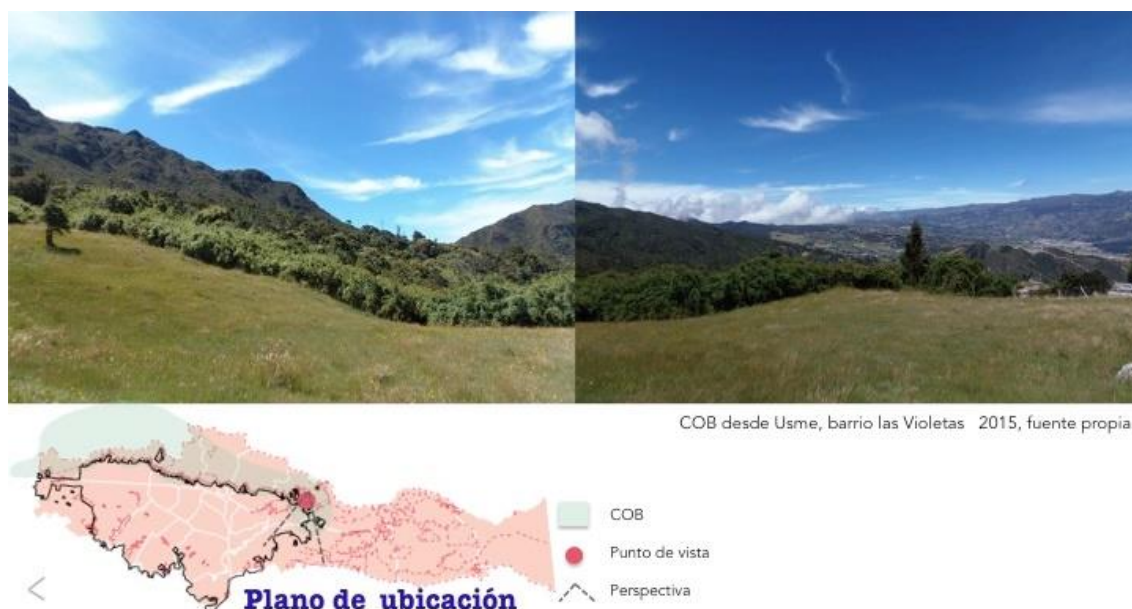 COB desde Usme, barrio las Violetas 2015, fuente propia
COB
Punto de vista
Perspectiva
Plano de ubicación